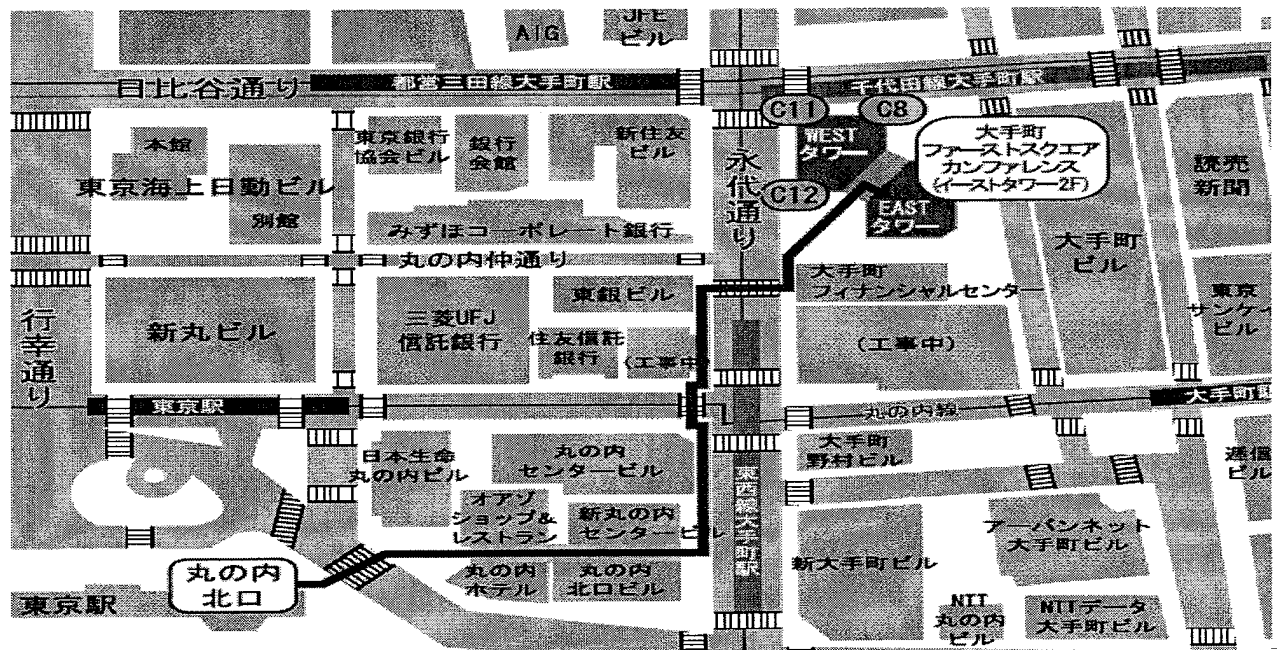 AIG
JFE
ビル
日比谷通り
都営三田線大手町駅
千代田線大手町駅
C11
C8
本館
東京海上日動ビル
別館
東京銀行
協会ビル
銀行
会館
新住友
ビル
永代通り
WEST
タワー
大手町
ファーストスクエア
カンファレンス
(イーストタワー2F)
C12
EAST
タワー
読売
新聞
みずほコーポレート銀行
丸の内仲通り
大手町
ビル
大手町
フィナンシャルセンター
東銀ビル
東京
サンケイ
ビル
行幸通り
新丸ビル
三菱UFJ
信託銀行
住友信託
銀行
(工事中)
(工事中)
東京駅
丸の内線
大手町駅
日本生命
丸の内ビル
丸の内
センタービル
大手町
野村ビル
逓信
ビル
オアゾ
ショップ&
レストラン
新丸の内
センタービル
東西線大手町駅
アーバンネット
大手町ビル
新大手町ビル
丸の内
北口
丸の内
ホテル
丸の内
北口ビル
東京駅
NTT
丸の内
ビル
NTTデータ
大手町ビル